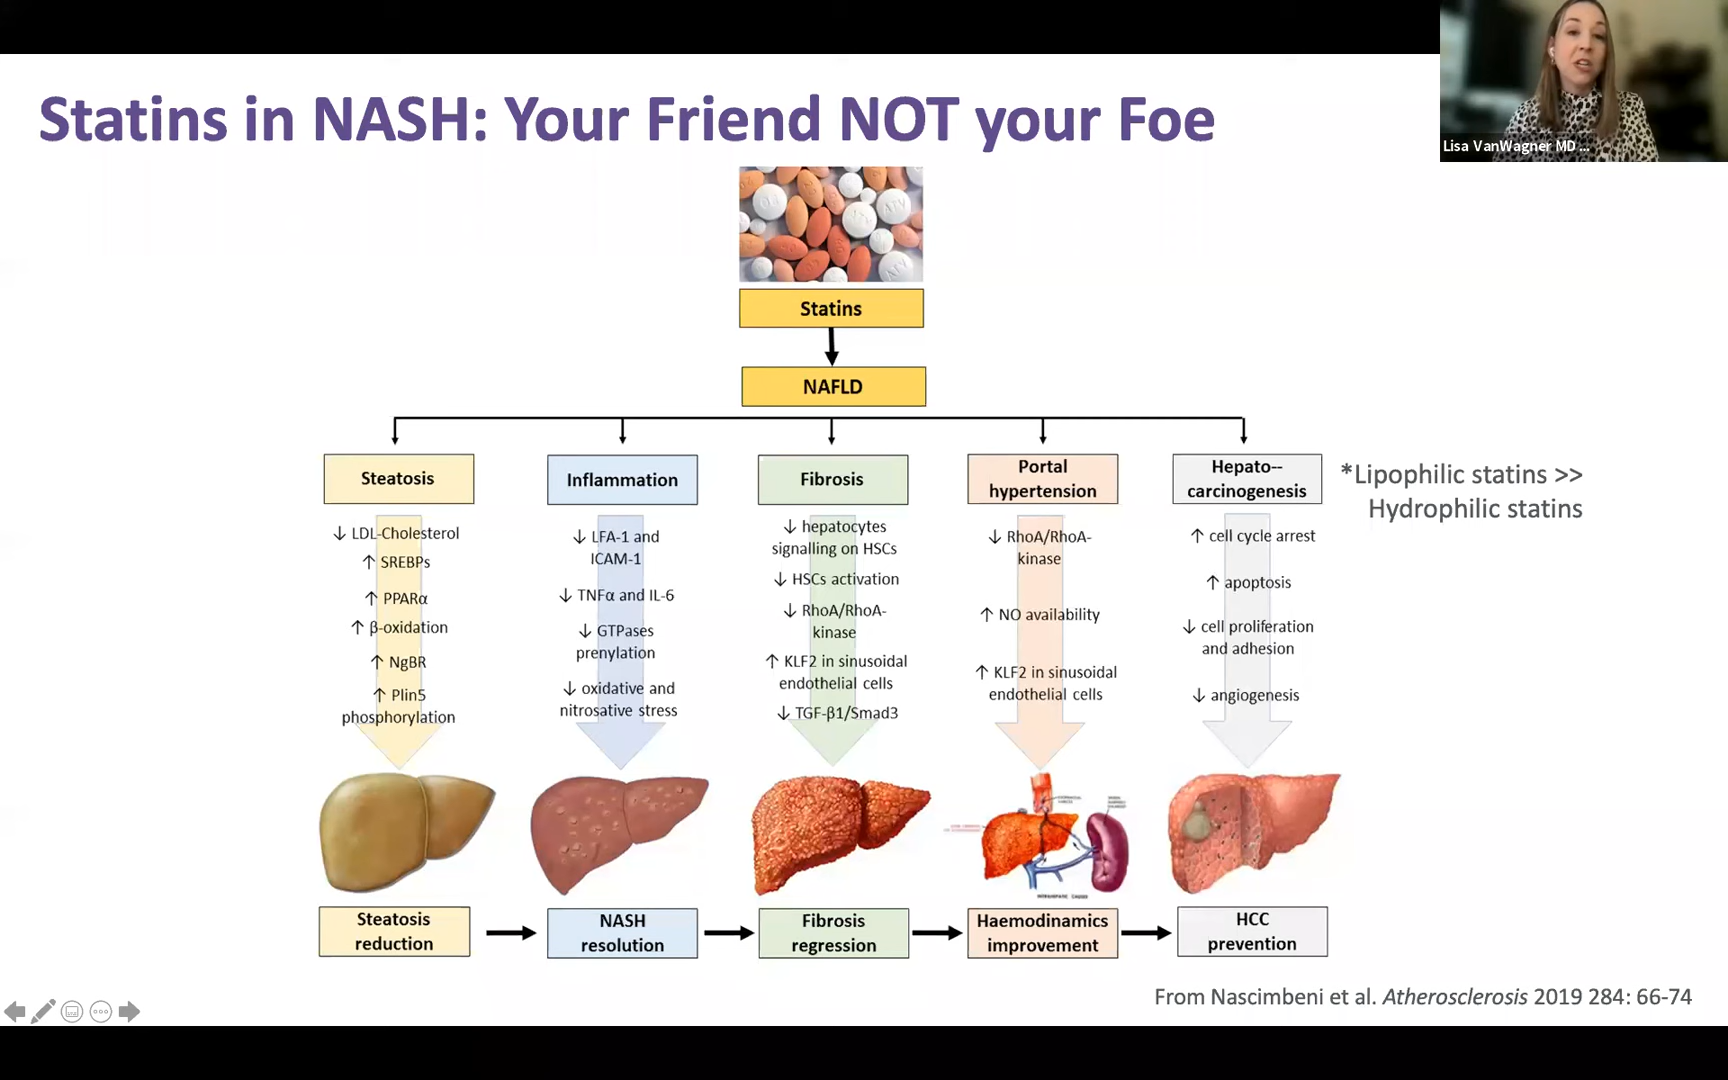 Statins in NASH: Your Friend NOT your Foe
Lisa VanWagner MD ...
Statins
NAFLD
Steatosis
Inflammation
Fibrosis
Portal
hypertension
Hepato--
carcinogenesis
*Lipophilic statins >>
Hydrophilic statins
↓ LDL-Cholesterol
↑ SREBPs
↑ PPARα
↑ β-oxidation
↑ NgBR
↑ Plin5
phosphorylation
↓ LFA-1 and
ICAM-1
↓ TNFα and IL-6
↓ GTPases
prenylation
↓ oxidative and
nitrosative stress
↓ hepatocytes
signalling on HSCs
↓ HSCs activation
↓ RhoA/RhoA-
kinase
↑ KLF2 in sinusoidal
endothelial cells
↓ TGF-β1/Smad3
↓ RhoA/RhoA-
kinase
↑ NO availability
↑ KLF2 in sinusoidal
endothelial cells
↑ cell cycle arrest
↑ apoptosis
↓ cell proliferation
and adhesion
↓ angiogenesis
Steatosis
reduction
NASH
resolution
Fibrosis
regression
Haemodinamics
improvement
HCC
prevention
From Nascimbeni et al. Atherosclerosis 2019 284: 66-74